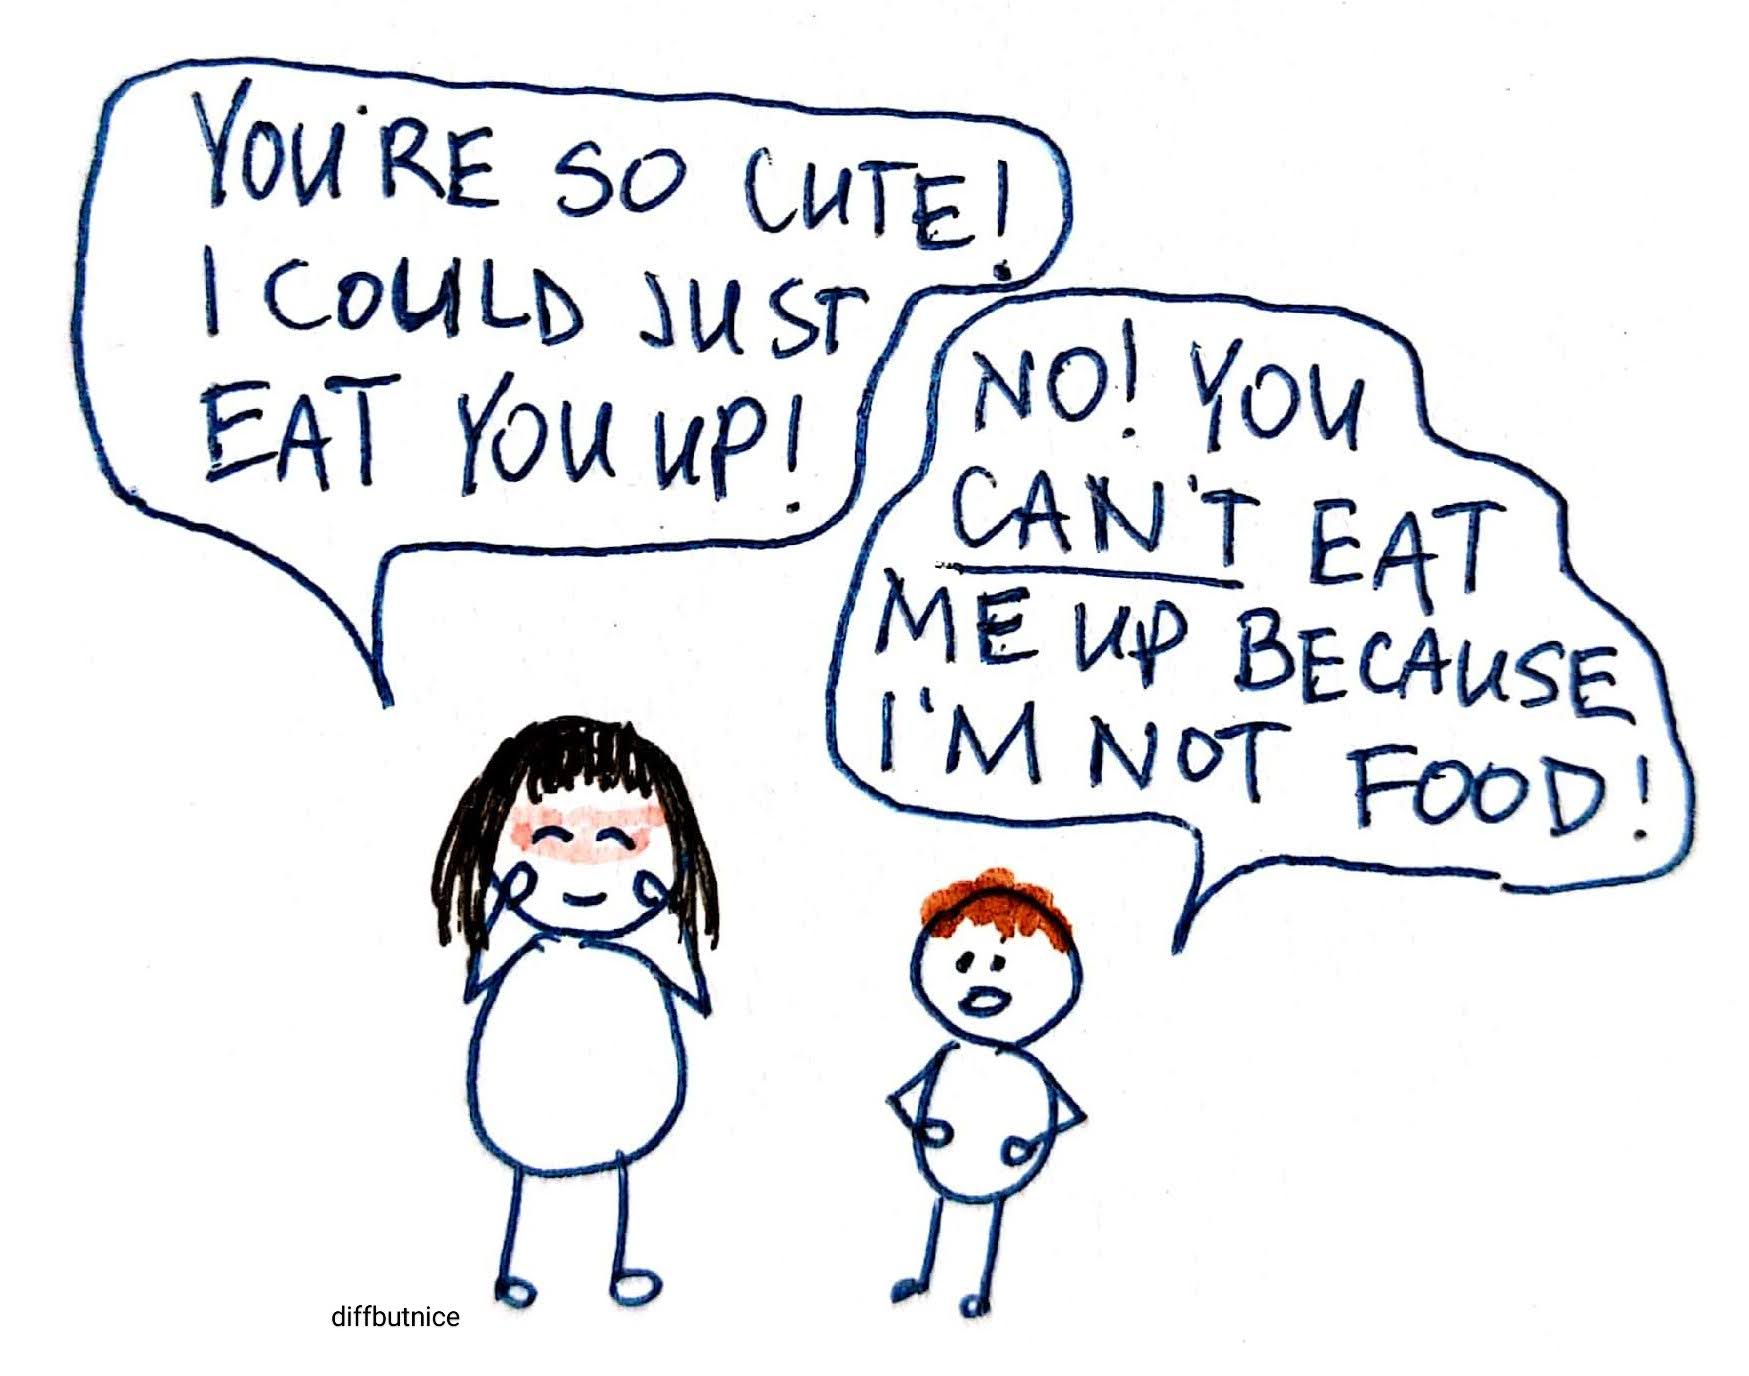 YOU'RE SO CUTE!
I COULD JUST
EAT YOU UP!
NO! YOU
CAN'T EAT
ME UP BECAUSE
I'M NOT FOOD!
diffbutnice